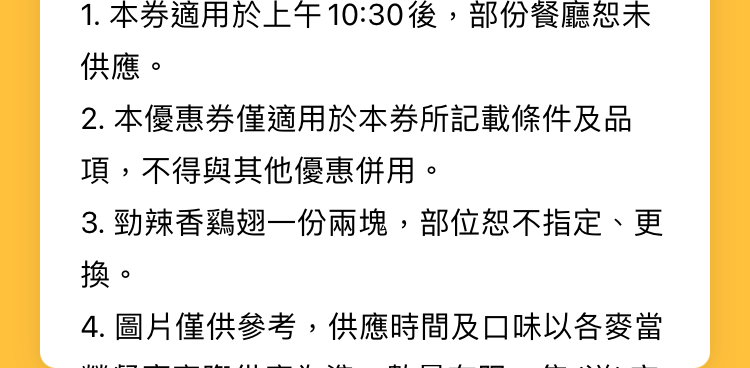 1. 本券適用於上午10:30後，部份餐廳恕未
供應。
2. 本優惠券僅適用於本券所記載條件及品
項，不得與其他優惠併用。
3. 勁辣香鷄翅一份兩塊，部位恕不指定、更
換。
4. 圖片僅供參考，供應時間及口味以各麥當